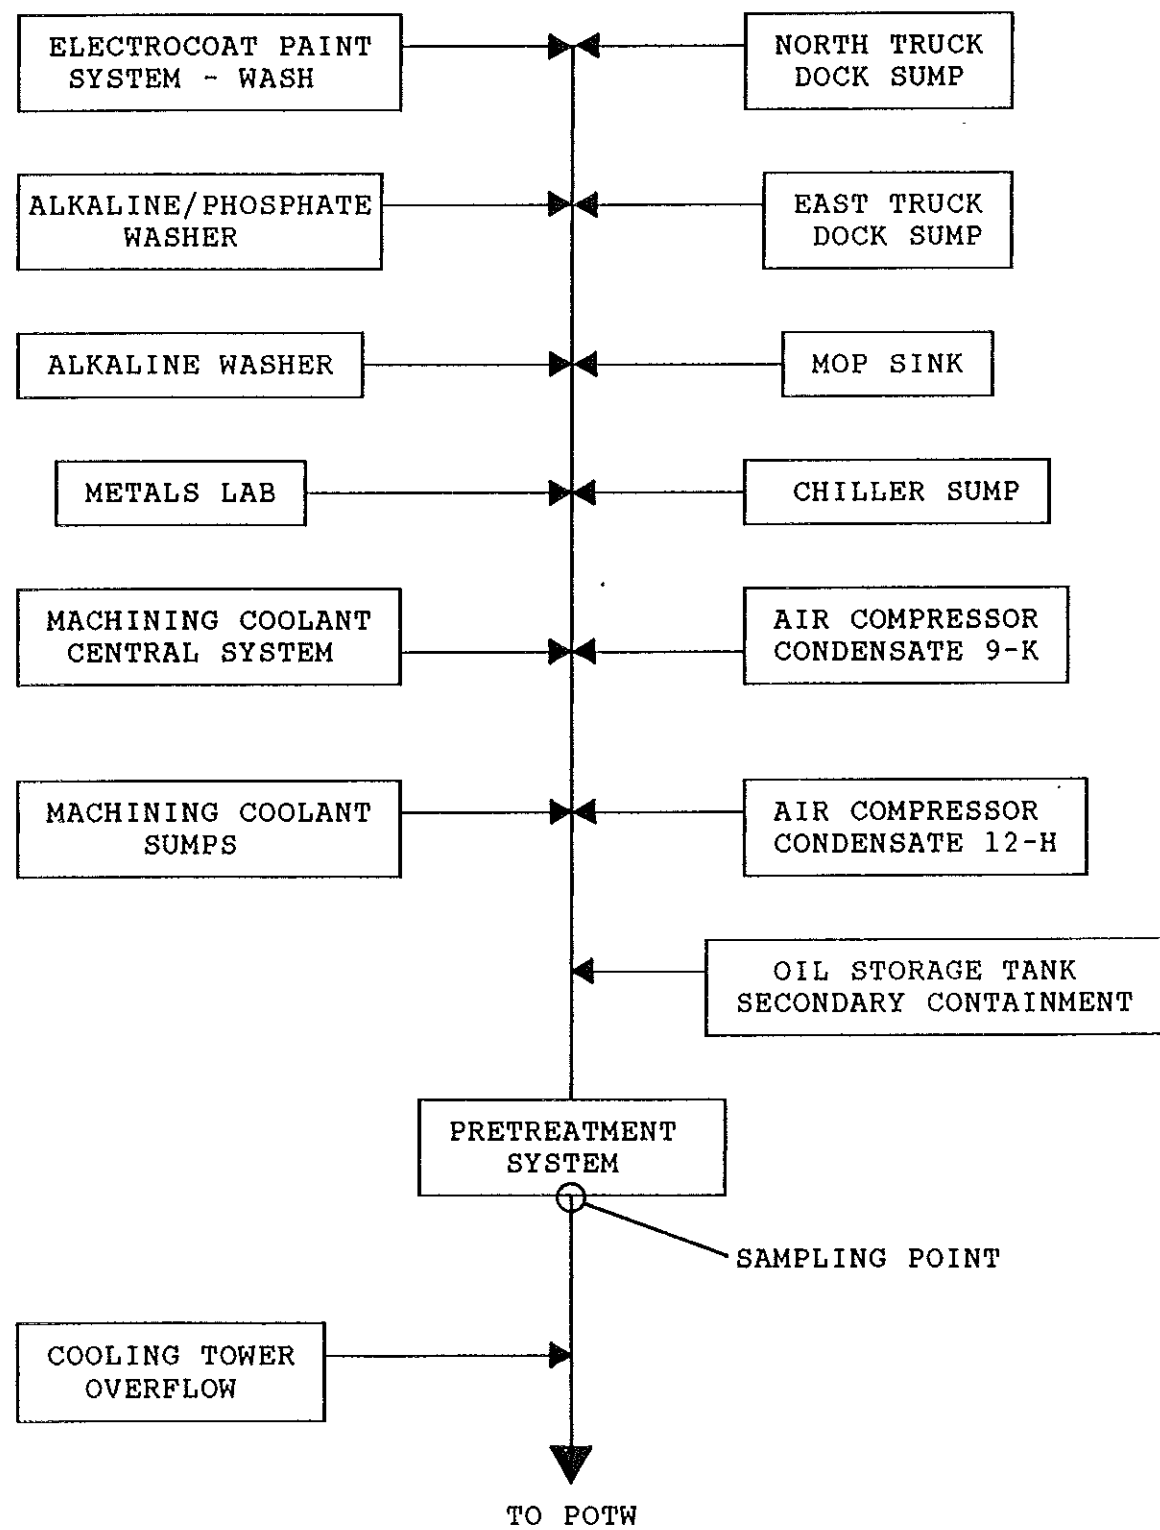 ELECTROCOAT PAINT
SYSTEM - WASH
NORTH TRUCK
DOCK SUMP
ALKALINE/PHOSPHATE
WASHER
EAST TRUCK
DOCK SUMP
ALKALINE WASHER
MOP SINK
METALS LAB
CHILLER SUMP
MACHINING COOLANT
CENTRAL SYSTEM
AIR COMPRESSOR
CONDENSATE 9-K
MACHINING COOLANT
SUMPS
AIR COMPRESSOR
CONDENSATE 12-H
OIL STORAGE TANK
SECONDARY CONTAINMENT
PRETREATMENT
SYSTEM
SAMPLING POINT
COOLING TOWER
OVERFLOW
TO POTW